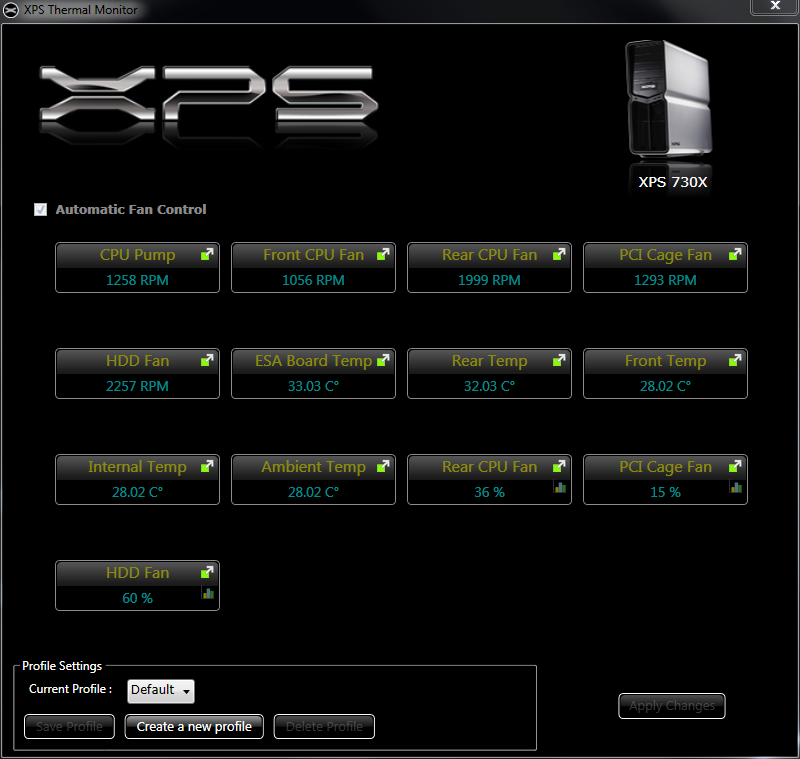 XPS Thermal Monitor
XPS
XPS 730X
Automatic Fan Control
CPU Pump Front CPU Fan Rear CPU Fan PCI Cage Fan
1258 RPM 1056 RPM 1999 RPM 1293 RPM
HDD Fan ESA Board Temp Rear Temp Front Temp
2257 RPM 33.03 C° 32.03 C° 28.02 C°
Internal Temp Ambient Temp Rear CPU Fan PCI Cage Fan
28.02 C° 28.02 C° 36 % 15 %
HDD Fan
60 %
Profile Settings
Current Profile : Default
Save Profile Create a new profile Delete Profile Apply Changes